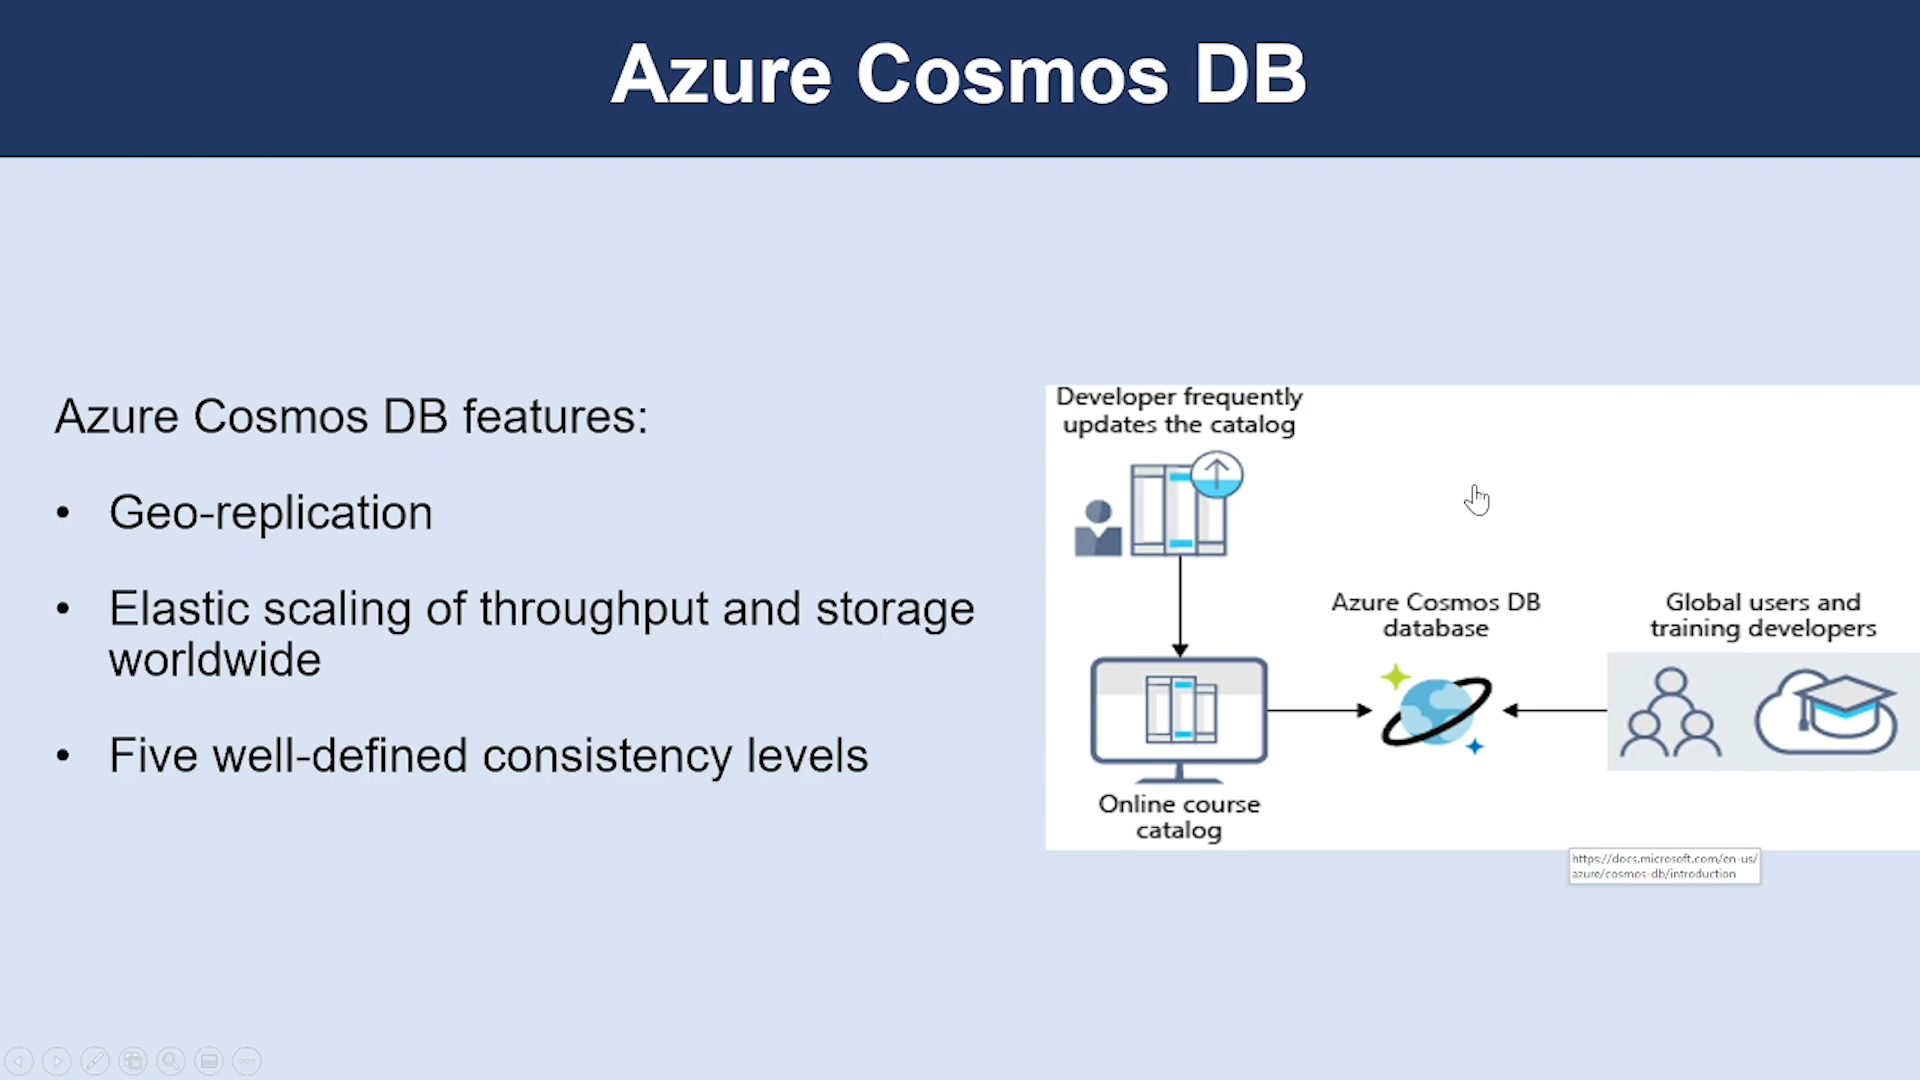 Azure Cosmos DB
Azure Cosmos DB features:
• Geo-replication
• Elastic scaling of throughput and storage
worldwide
• Five well-defined consistency levels
Developer frequently
updates the catalog
Azure Cosmos DB
database
Global users and
training developers
Online course
catalog
https://docs.microsoft.com/en-us/
azure/cosmos-db/introduction